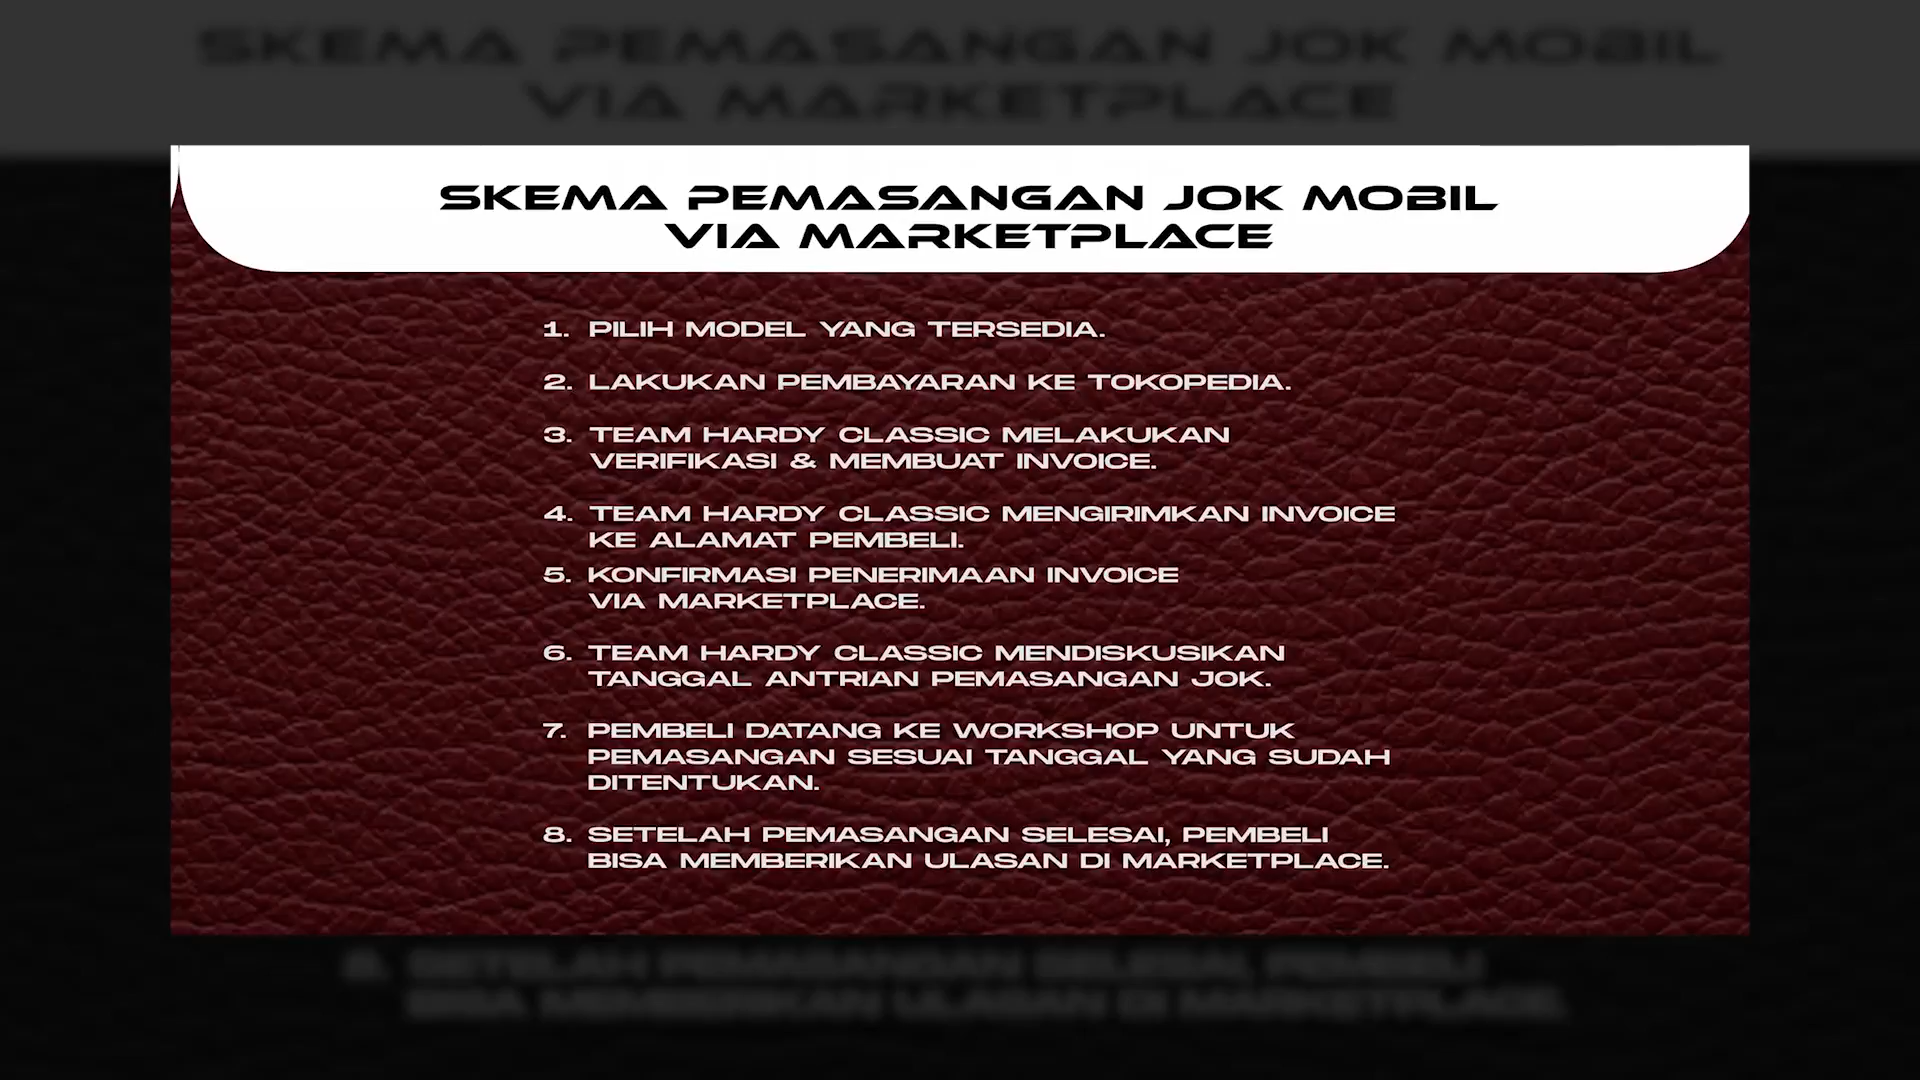 SKEMA PEMASANGAN JOK MOBIL
VIA MARKETPLACE
1. PILIH MODEL YANG TERSEDIA.
2. LAKUKAN PEMBAYARAN KE TOKOPEDIA.
3. TEAM HARDY CLASSIC MELAKUKAN
VERIFIKASI & MEMBUAT INVOICE.
4. TEAM HARDY CLASSIC MENGIRIMKAN INVOICE
KE ALAMAT PEMBELI.
5. KONFIRMASI PENERIMAAN INVOICE
VIA MARKETPLACE.
6. TEAM HARDY CLASSIC MENDISKUSIKAN
TANGGAL ANTRIAN PEMASANGAN JOK.
7. PEMBELI DATANG KE WORKSHOP UNTUK
PEMASANGAN SESUAI TANGGAL YANG SUDAH
DITENTUKAN.
8. SETELAH PEMASANGAN SELESAI, PEMBELI
BISA MEMBERIKAN ULASAN DI MARKETPLACE.